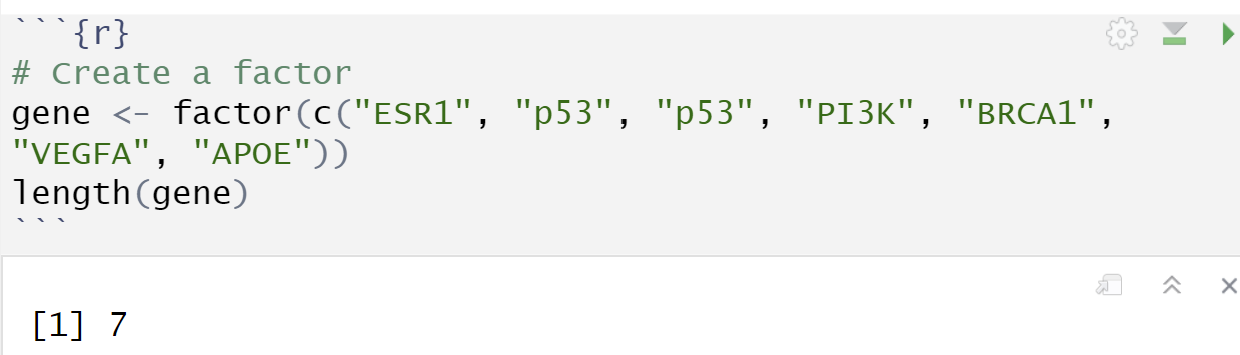 ```{r}
# Create a factor
gene <- factor(c("ESR1", "p53", "p53", "PI3K", "BRCA1",
"VEGFA", "APOE"))
length(gene)
```
[1] 7